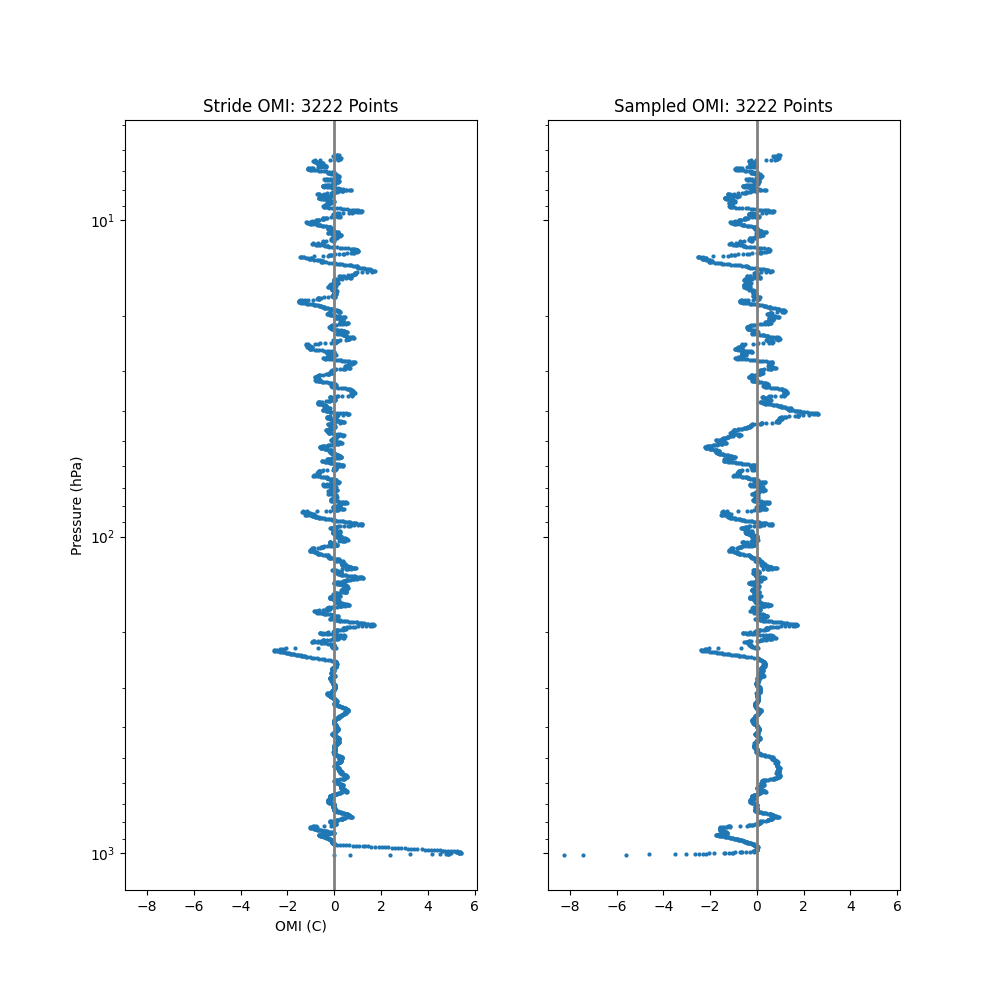 Stride OMI: 3222 Points
Sampled OMI: 3222 Points
Pressure (hPa)
10¹
10²
10³
−8 −6 −4 −2 0 2 4 6
−8 −6 −4 −2 0 2 4 6
OMI (C)